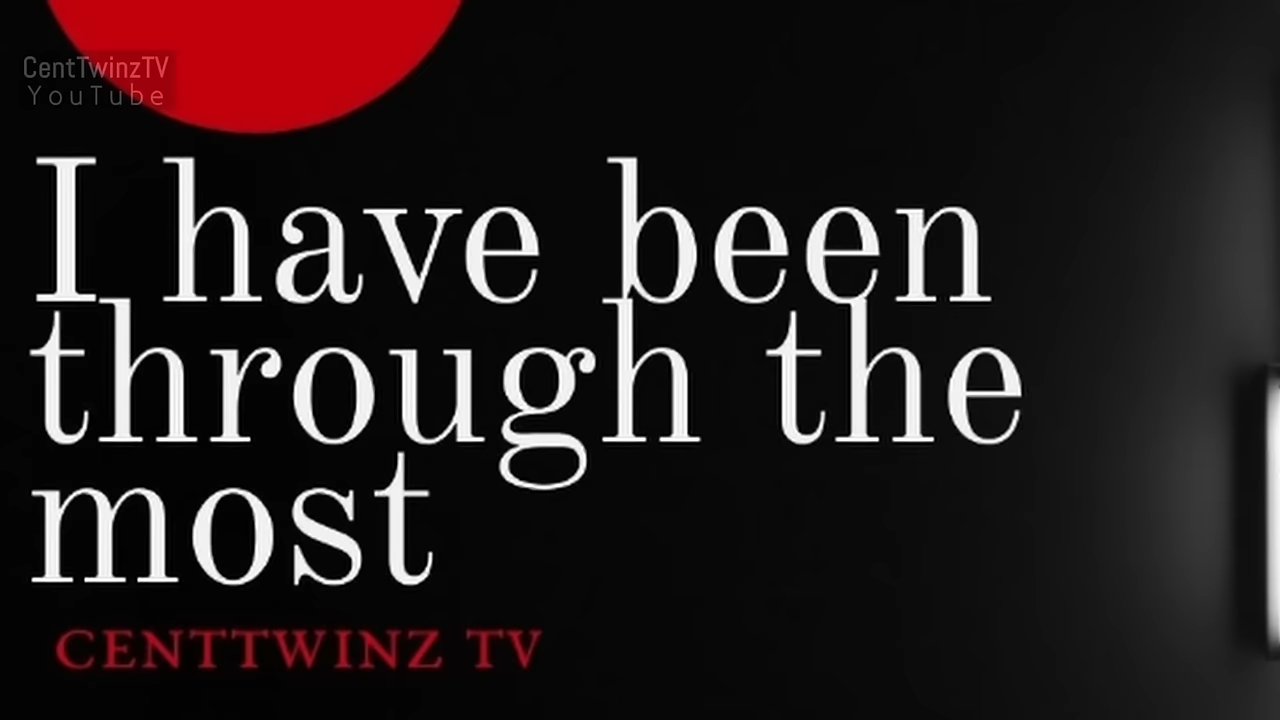 CentTwinzTV
YouTube
I have been
through the
most
CENTTWINZ TV